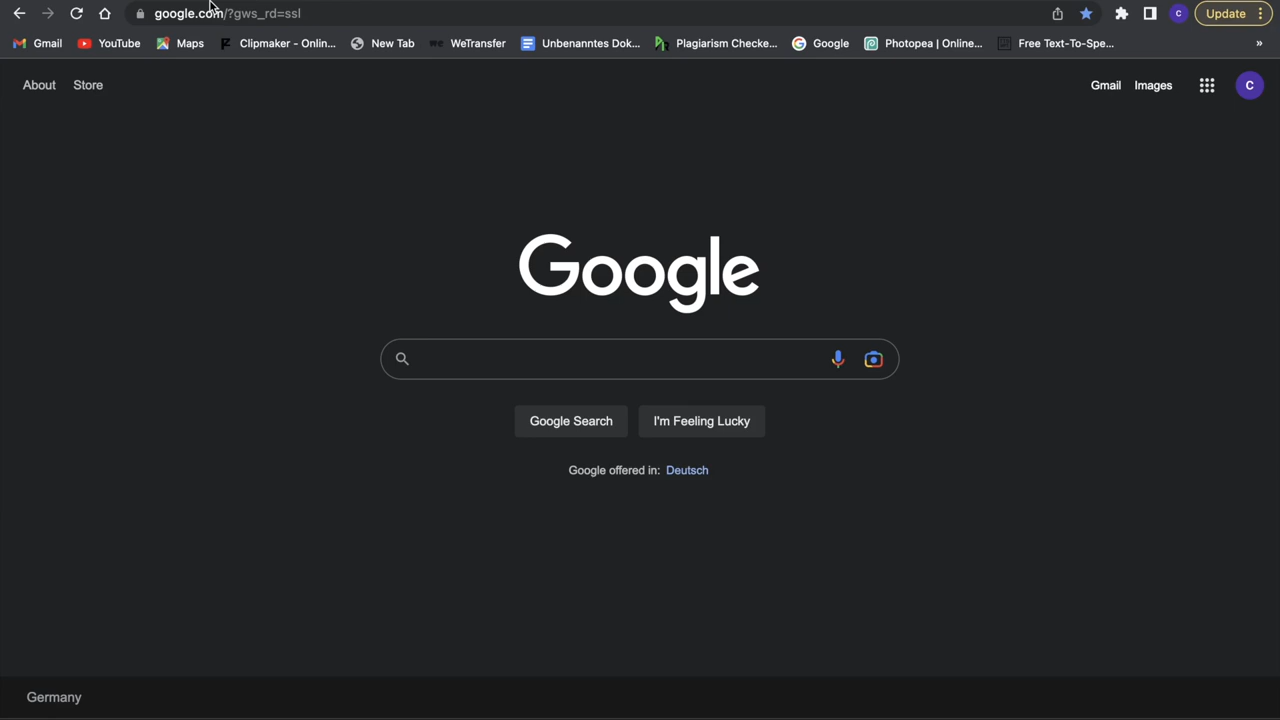 google.com/?gws_rd=ssl
C
Update
Gmail
YouTube
Maps
Clipmaker - Onlin...
New Tab
WeTransfer
Unbenanntes Dok...
Plagiarism Checke...
Google
Photopea | Online...
Free Text-To-Spe...
»
About
Store
Gmail
Images
C
Google
Google Search
I'm Feeling Lucky
Google offered in: Deutsch
Germany